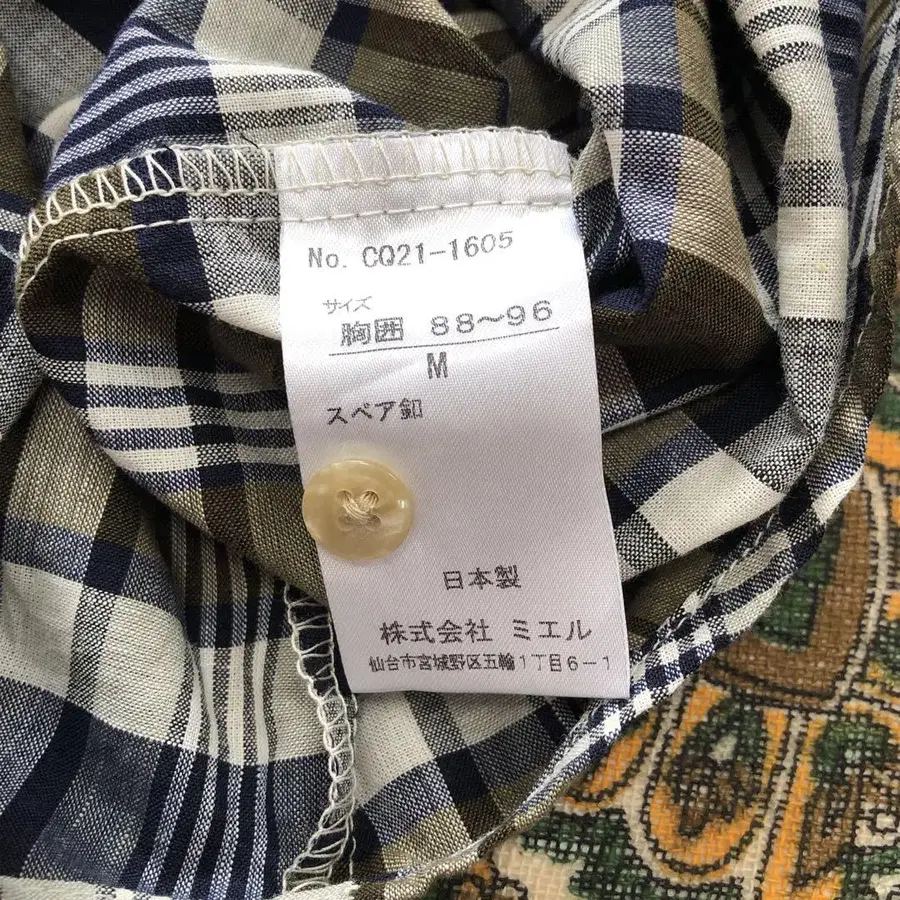 No. CQ21-1605
サイズ
胸囲 88〜96
M
スペア釦
日本製
株式会社 ミエル
仙台市宮城野区五輪1丁目6-1